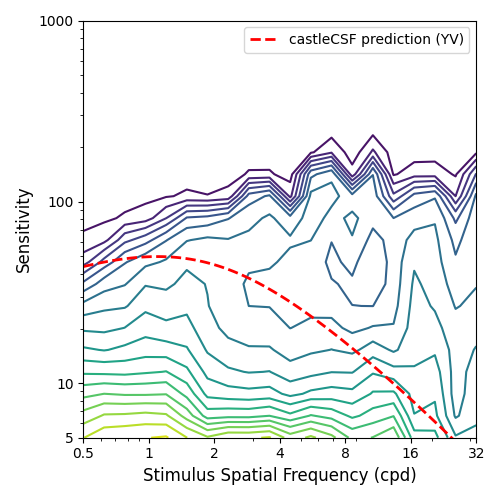 1000
castleCSF prediction (YV)
100
10
5
Sensitivity
0.5 1 2 4 8 16 32
Stimulus Spatial Frequency (cpd)